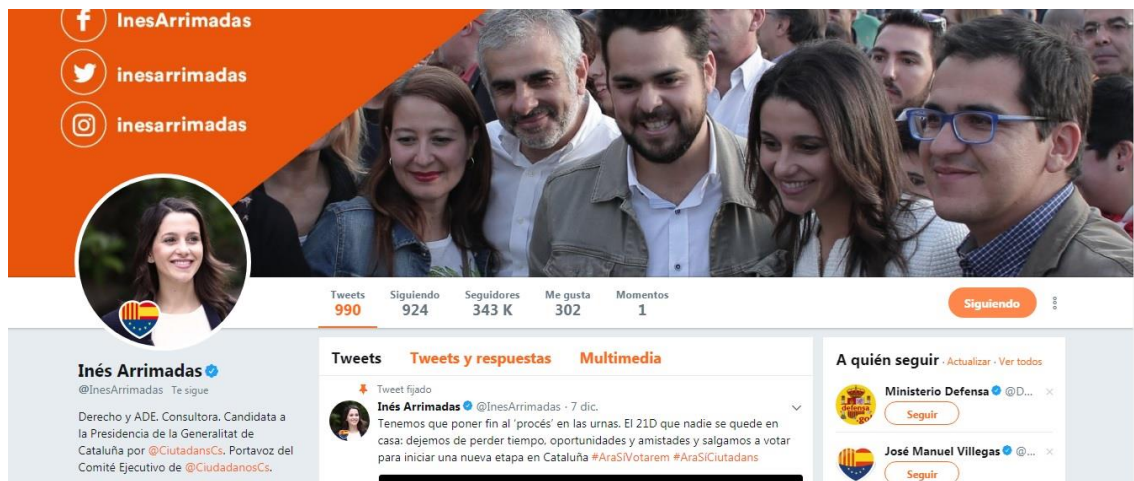 InesArrimadas
inesarrimadas
inesarrimadas
Tweets Siguiendo Seguidores Me gusta Momentos
990 924 343 K 302 1
Siguiendo
Inés Arrimadas
@InesArrimadas Te sigue
Derecho y ADE. Consultora. Candidata a
la Presidencia de la Generalitat de
Cataluña por @CiutadansCs. Portavoz del
Comité Ejecutivo de @CiudadanosCs.
Tweets Tweets y respuestas Multimedia
Tweet fijado
Inés Arrimadas @InesArrimadas · 7 dic.
Tenemos que poner fin al 'procés' en las urnas. El 21D que nadie se quede en
casa: dejemos de perder tiempo, oportunidades y amistades y salgamos a votar
para iniciar una nueva etapa en Cataluña #AraSíVotarem #AraSíCiutadans
A quién seguir · Actualizar · Ver todos
Ministerio Defensa @D...
defensa
.go
Seguir
José Manuel Villegas @...
Seguir